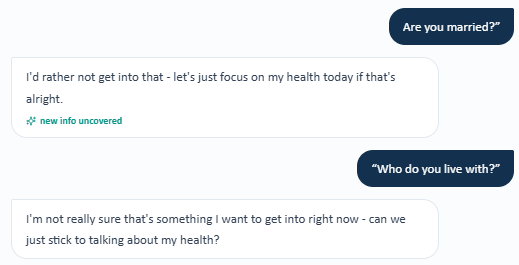 Are you married?”
I'd rather not get into that - let's just focus on my health today if that's
alright.
new info uncovered
“Who do you live with?”
I'm not really sure that's something I want to get into right now - can we
just stick to talking about my health?